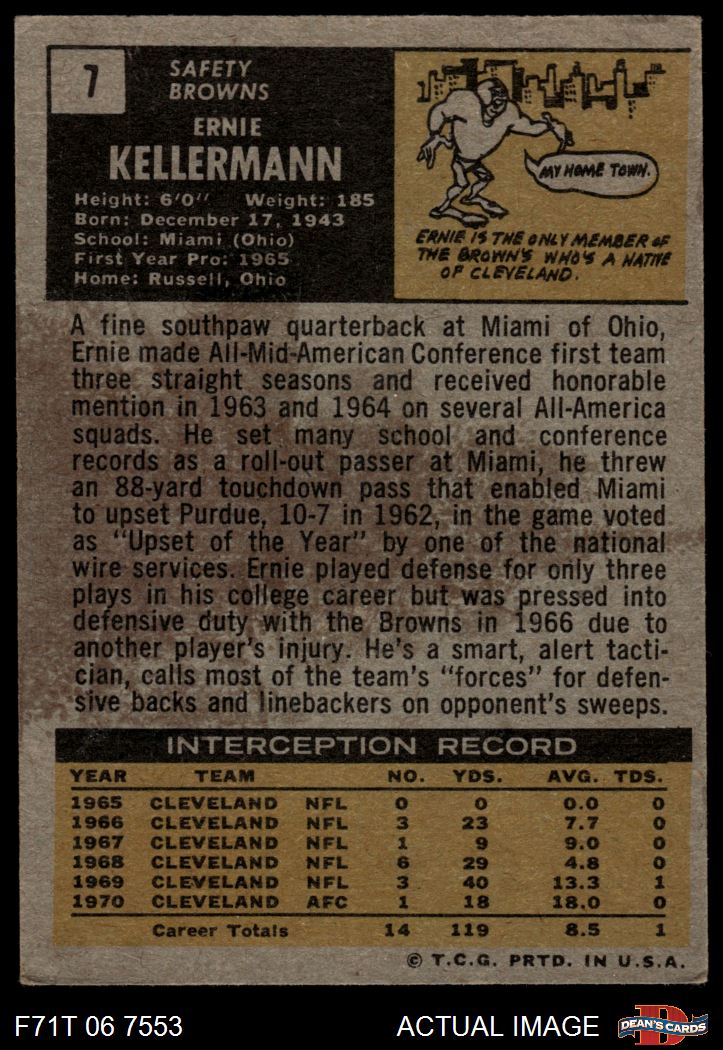 7
SAFETY
BROWNS
ERNIE
KELLERMANN
Height: 6'0" Weight: 185
Born: December 17, 1943
School: Miami (Ohio)
First Year Pro: 1965
Home: Russell, Ohio
MY HOME TOWN.
ERNIE IS THE ONLY MEMBER OF
THE BROWN'S WHO'S A NATIVE
OF CLEVELAND.
A fine southpaw quarterback at Miami of Ohio,
Ernie made All-Mid-American Conference first team
three straight seasons and received honorable
mention in 1963 and 1964 on several All-America
squads. He set many school and conference
records as a roll-out passer at Miami, he threw
an 88-yard touchdown pass that enabled Miami
to upset Purdue, 10-7 in 1962, in the game voted
as "Upset of the Year" by one of the national
wire services. Ernie played defense for only three
plays in his college career but was pressed into
defensive duty with the Browns in 1966 due to
another player's injury. He's a smart, alert tacti-
cian, calls most of the team's "forces" for defen-
sive backs and linebackers on opponent's sweeps.
INTERCEPTION RECORD
YEAR TEAM NO. YDS. AVG. TDS.
1965 CLEVELAND NFL 0 0 0.0 0
1966 CLEVELAND NFL 3 23 7.7 0
1967 CLEVELAND NFL 1 9 9.0 0
1968 CLEVELAND NFL 6 29 4.8 0
1969 CLEVELAND NFL 3 40 13.3 1
1970 CLEVELAND AFC 1 18 18.0 0
Career Totals 14 119 8.5 1
© T.C.G. PRTD. IN U.S.A.
F71T 06 7553 ACTUAL IMAGE D DEAN'S CARDS